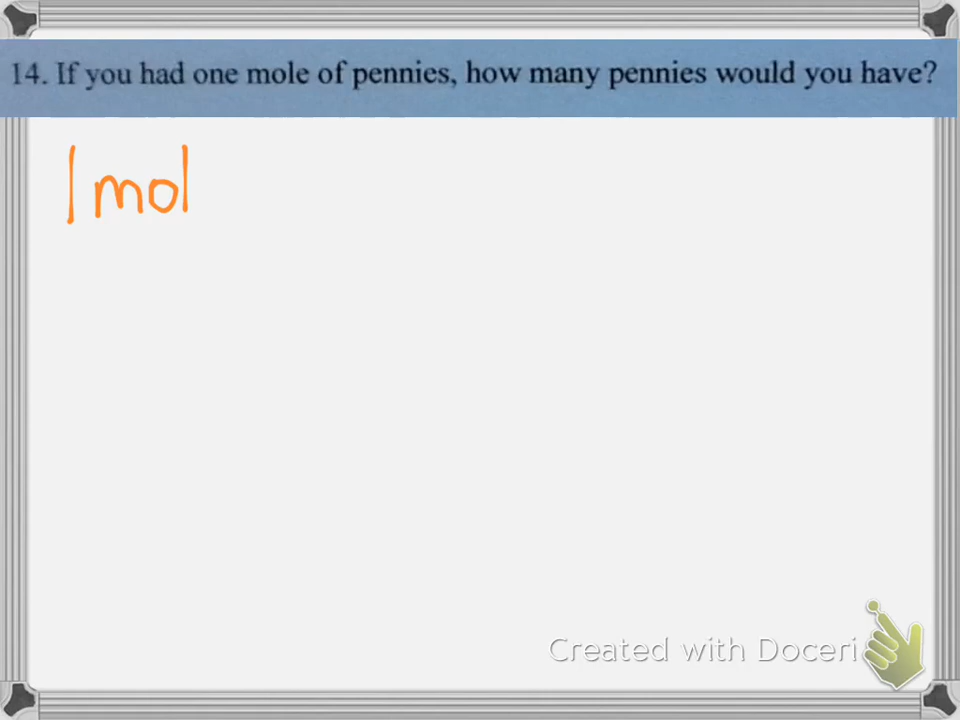 14. If you had one mole of pennies, how many pennies would you have?
1 mol
Created with Doceri